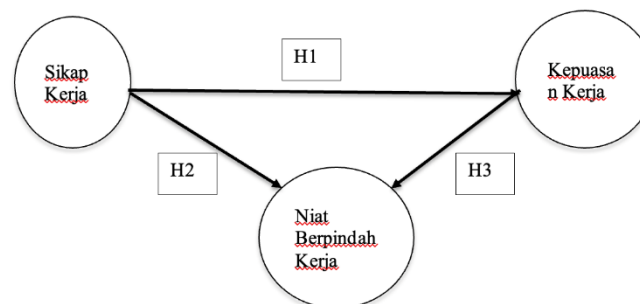 H1
Sikap
Kerja
Kepuasa
n Kerja
H2
H3
Niat
Berpindah
Kerja